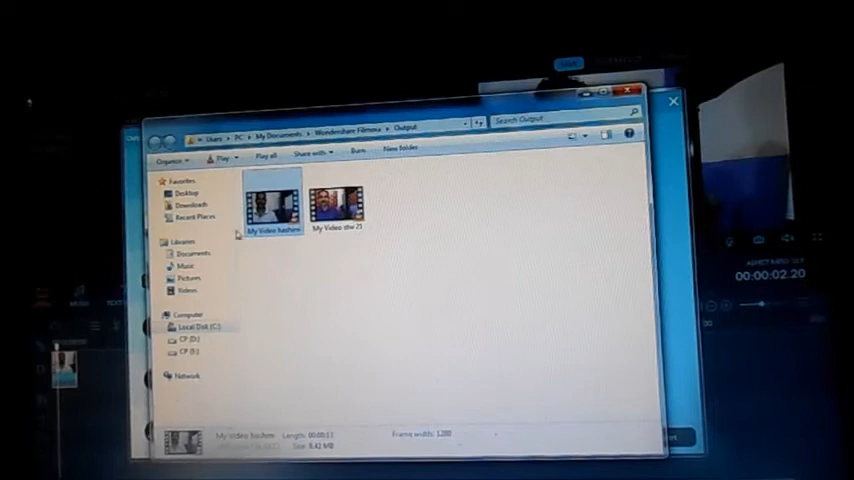 Users ▸ PC ▸ My Documents ▸ Wondershare Filmora ▸ Output
Search Output
Organize
Play
Play all
Share with
Burn
New folder
Favorites
Desktop
Downloads
Recent Places
Libraries
Documents
Music
Pictures
Videos
Computer
Local Disk (C:)
Network
My Video hashem
My Video
My Video hashem Length: 00:00:11
Size: 8.42 MB
Frame width: 1280
ASPECT RATIO
00:00:02.20